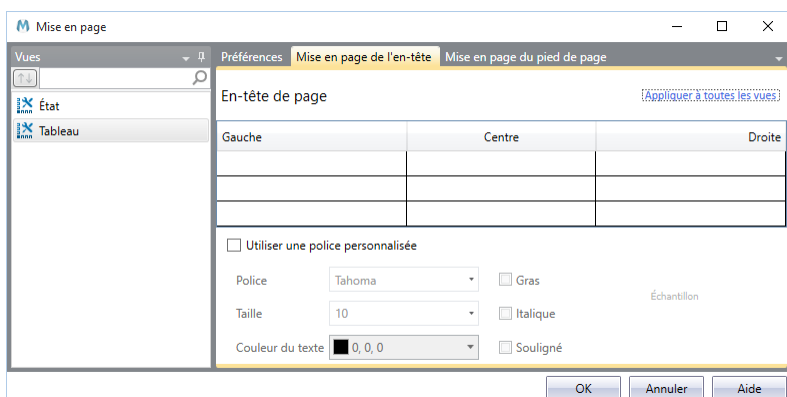 Mise en page
Vues
Préférences Mise en page de l'en-tête Mise en page du pied de page
En-tête de page Appliquer à toutes les vues
État
Tableau
Gauche Centre Droite
Utiliser une police personnalisée
Police Tahoma Gras
Échantillon
Taille 10 Italique
Couleur du texte 0, 0, 0 Souligné
OK Annuler Aide